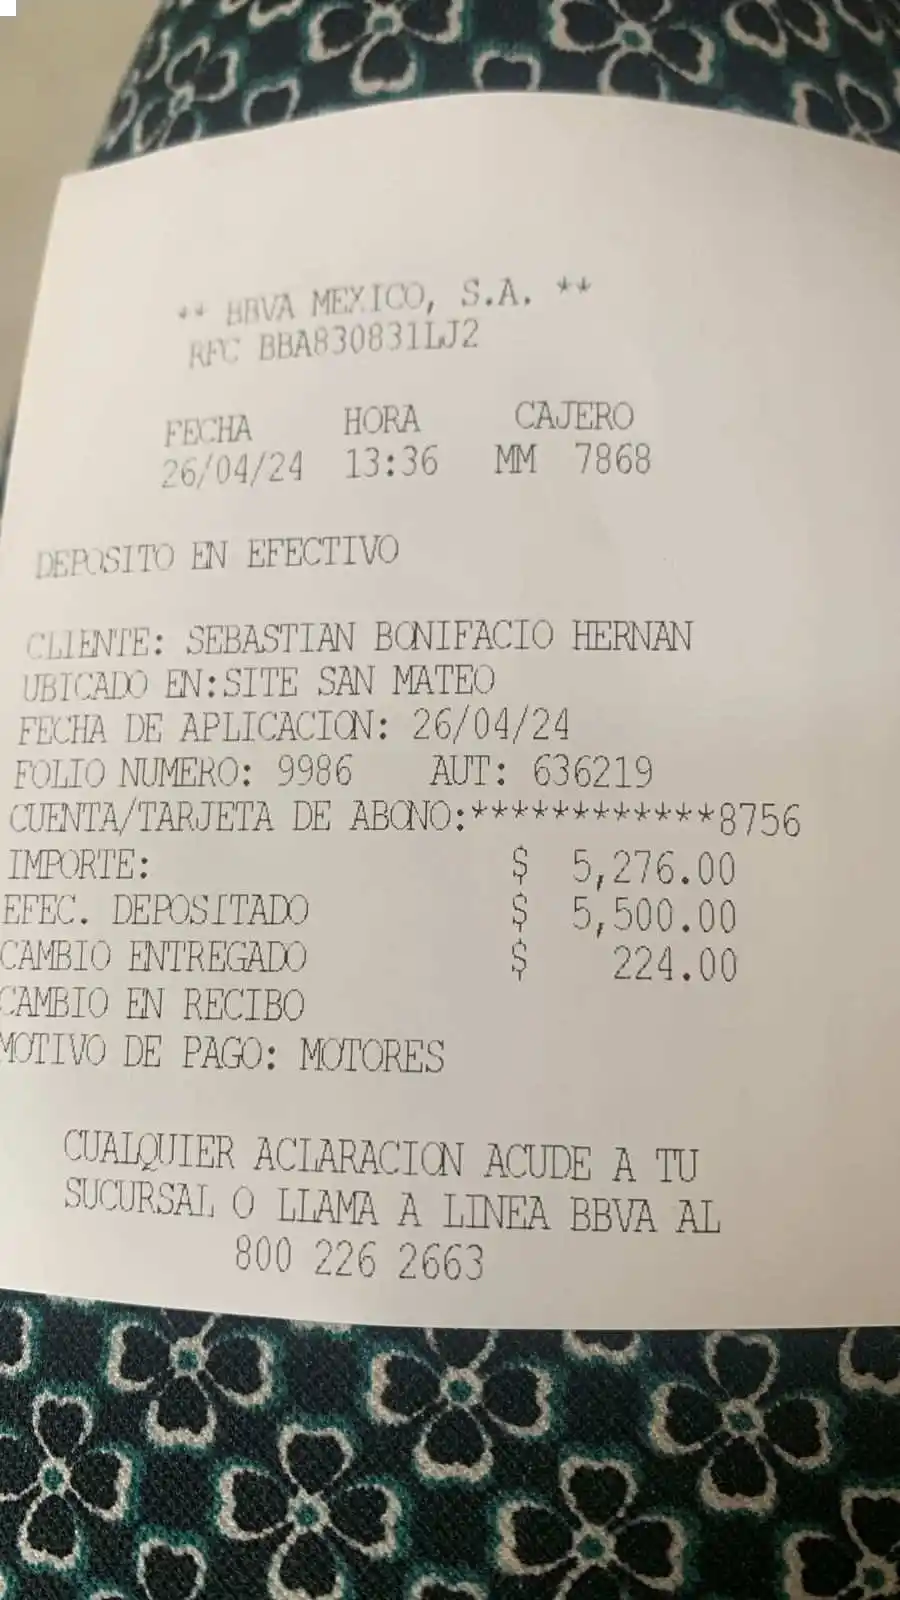 ** BBVA MEXICO, S.A. **
RFC BBA830831LJ2
FECHA HORA CAJERO
26/04/24 13:36 MM 7868
DEPOSITO EN EFECTIVO
CLIENTE: SEBASTIAN BONIFACIO HERNAN
UBICADO EN:SITE SAN MATEO
FECHA DE APLICACION: 26/04/24
FOLIO NUMERO: 9986 AUT: 636219
CUENTA/TARJETA DE ABONO:************8756
IMPORTE: $ 5,276.00
EFEC. DEPOSITADO $ 5,500.00
CAMBIO ENTREGADO $ 224.00
CAMBIO EN RECIBO
MOTIVO DE PAGO: MOTORES
CUALQUIER ACLARACION ACUDE A TU
SUCURSAL O LLAMA A LINEA BBVA AL
800 226 2663